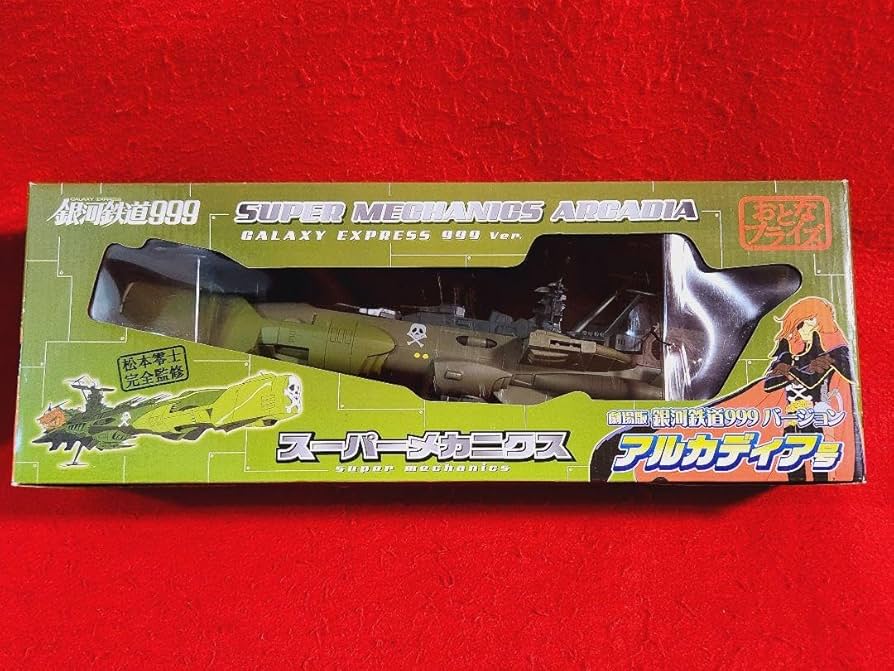 GALAXY EXPRESS
銀河鉄道999
SUPER MECHANICS ARCADIA
GALAXY EXPRESS 999 Ver.
おとな
プライズ
松本零士
完全監修
スーパーメカニクス
super mechanics
劇場版 銀河鉄道999 バージョン
アルカディア号